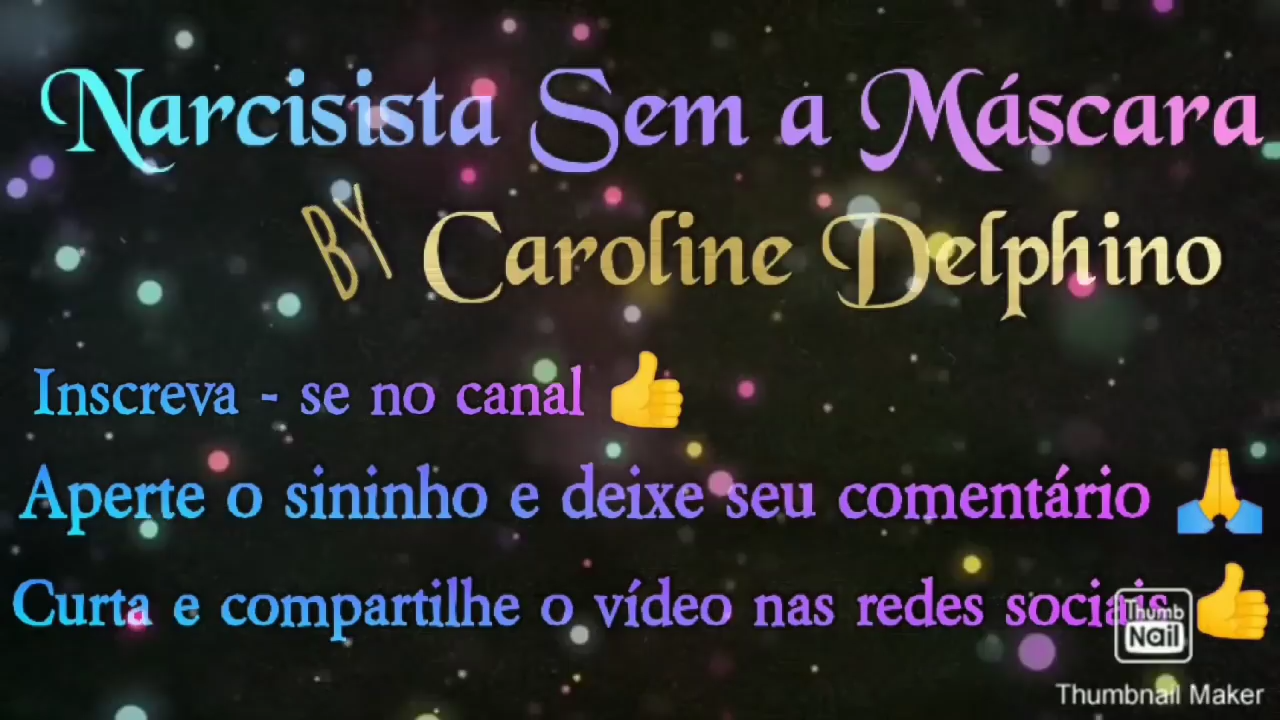 Narcisista Sem a Máscara
BY Caroline Delphino
Inscreva - se no canal 👍
Aperte o sininho e deixe seu comentário 🙏
Curta e compartilhe o vídeo nas redes sociais 👍
Thumb
Nail
Thumbnail Maker